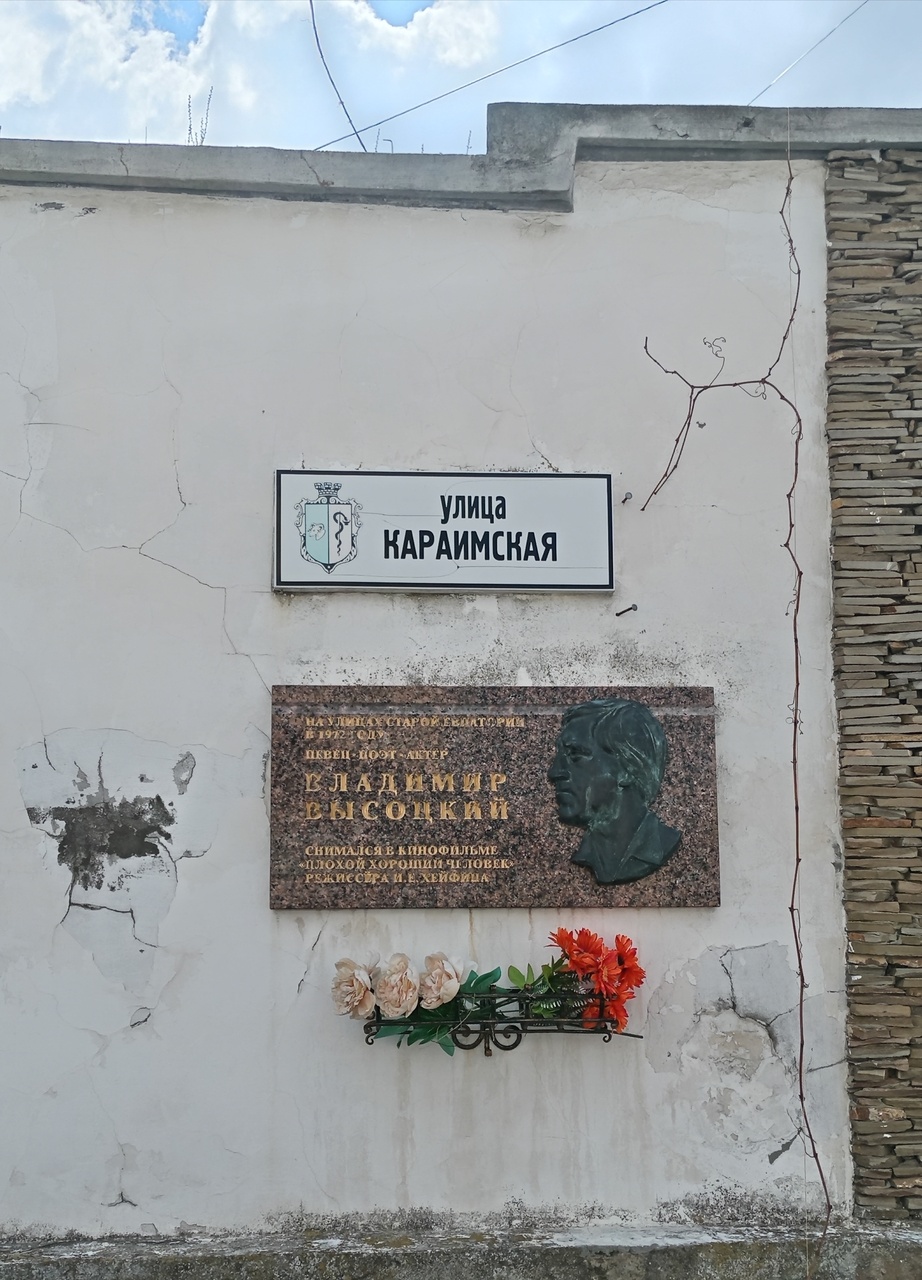 улица
КАРАИМСКАЯ
НА УЛИЦАХ СТАРОЙ ЕВПАТОРИИ
В 1972 ГОДУ
ПЕВЕЦ-ПОЭТ-АКТЕР
ВЛАДИМИР
ВЫСОЦКИЙ
СНИМАЛСЯ В КИНОФИЛЬМЕ
«ПЛОХОЙ ХОРОШИЙ ЧЕЛОВЕК»
РЕЖИССЁРА И.Е.ХЕЙФИЦА